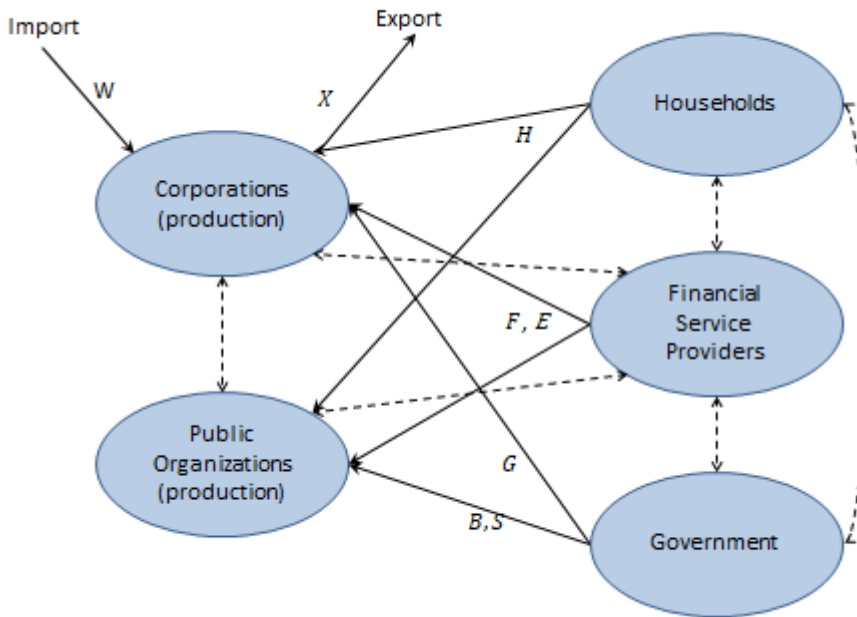 Import
Export
W
X
H
Households
Corporations
(production)
Financial
Service
Providers
F, E
Public
Organizations
(production)
G
B,S
Government